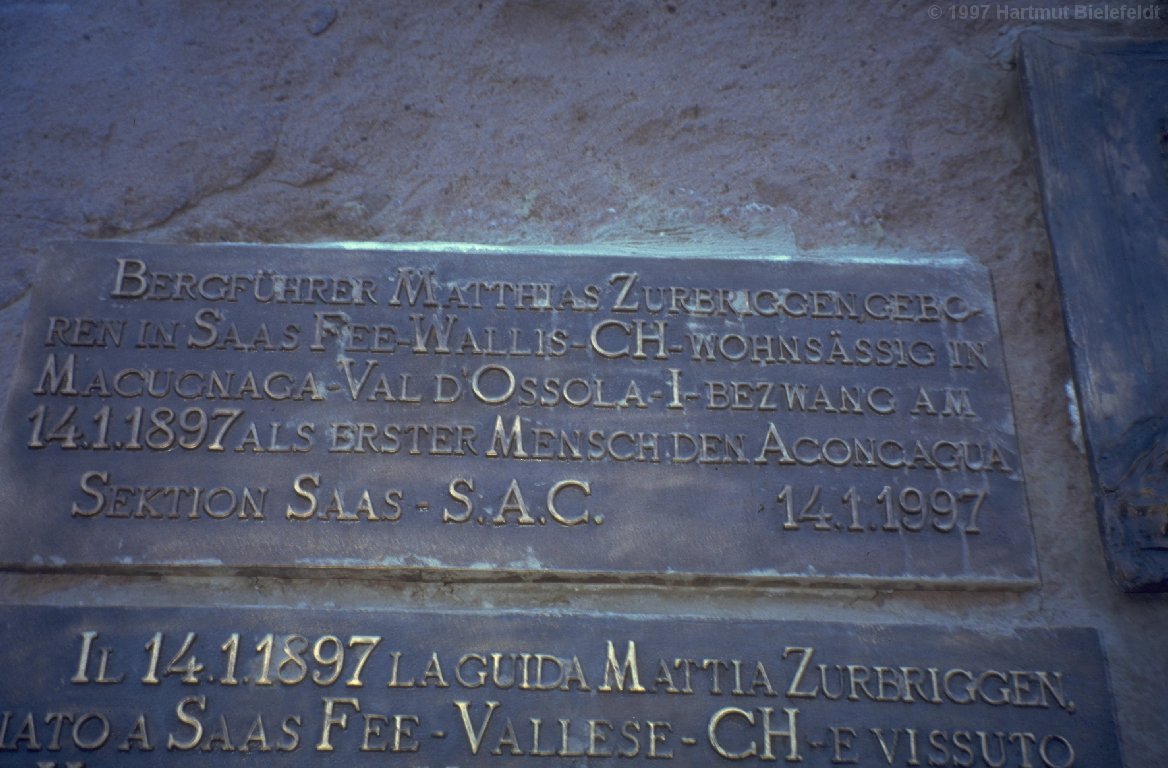 © 1997 Hartmut Bielefeldt
BERGFÜHRER MATTHIAS ZURBRIGGEN, GEBO
REN IN SAAS FEE-WALLIS-CH-WOHNSÄSSIG IN
MACUGNAGA-VAL D'OSSOLA-I-BEZWANG AM
14.1.1897 ALS ERSTER MENSCH DEN ACONCAGUA
SEKTION SAAS - S.A.C. 14.1.1997
IL 14.1.1897 LA GUIDA MATTIA ZURBRIGGEN,
A SAAS FEE - VALLESE - CH - E VISSUTO